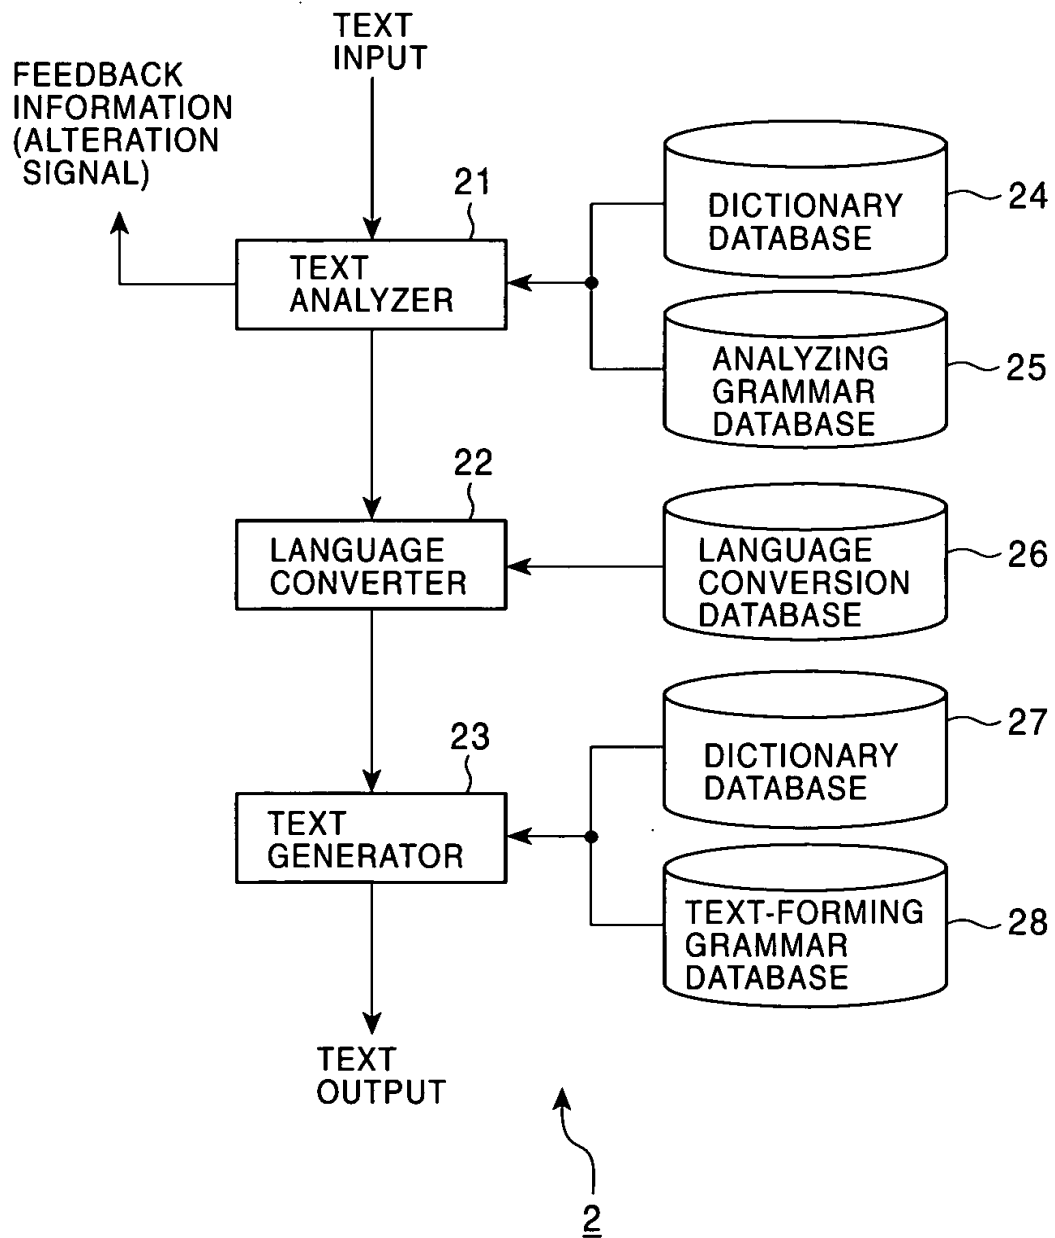 TEXT
INPUT
FEEDBACK
INFORMATION
(ALTERATION
SIGNAL)
21
TEXT
ANALYZER
DICTIONARY
DATABASE
24
ANALYZING
GRAMMAR
DATABASE
25
22
LANGUAGE
CONVERTER
LANGUAGE
CONVERSION
DATABASE
26
23
TEXT
GENERATOR
DICTIONARY
DATABASE
27
TEXT-FORMING
GRAMMAR
DATABASE
28
TEXT
OUTPUT
2